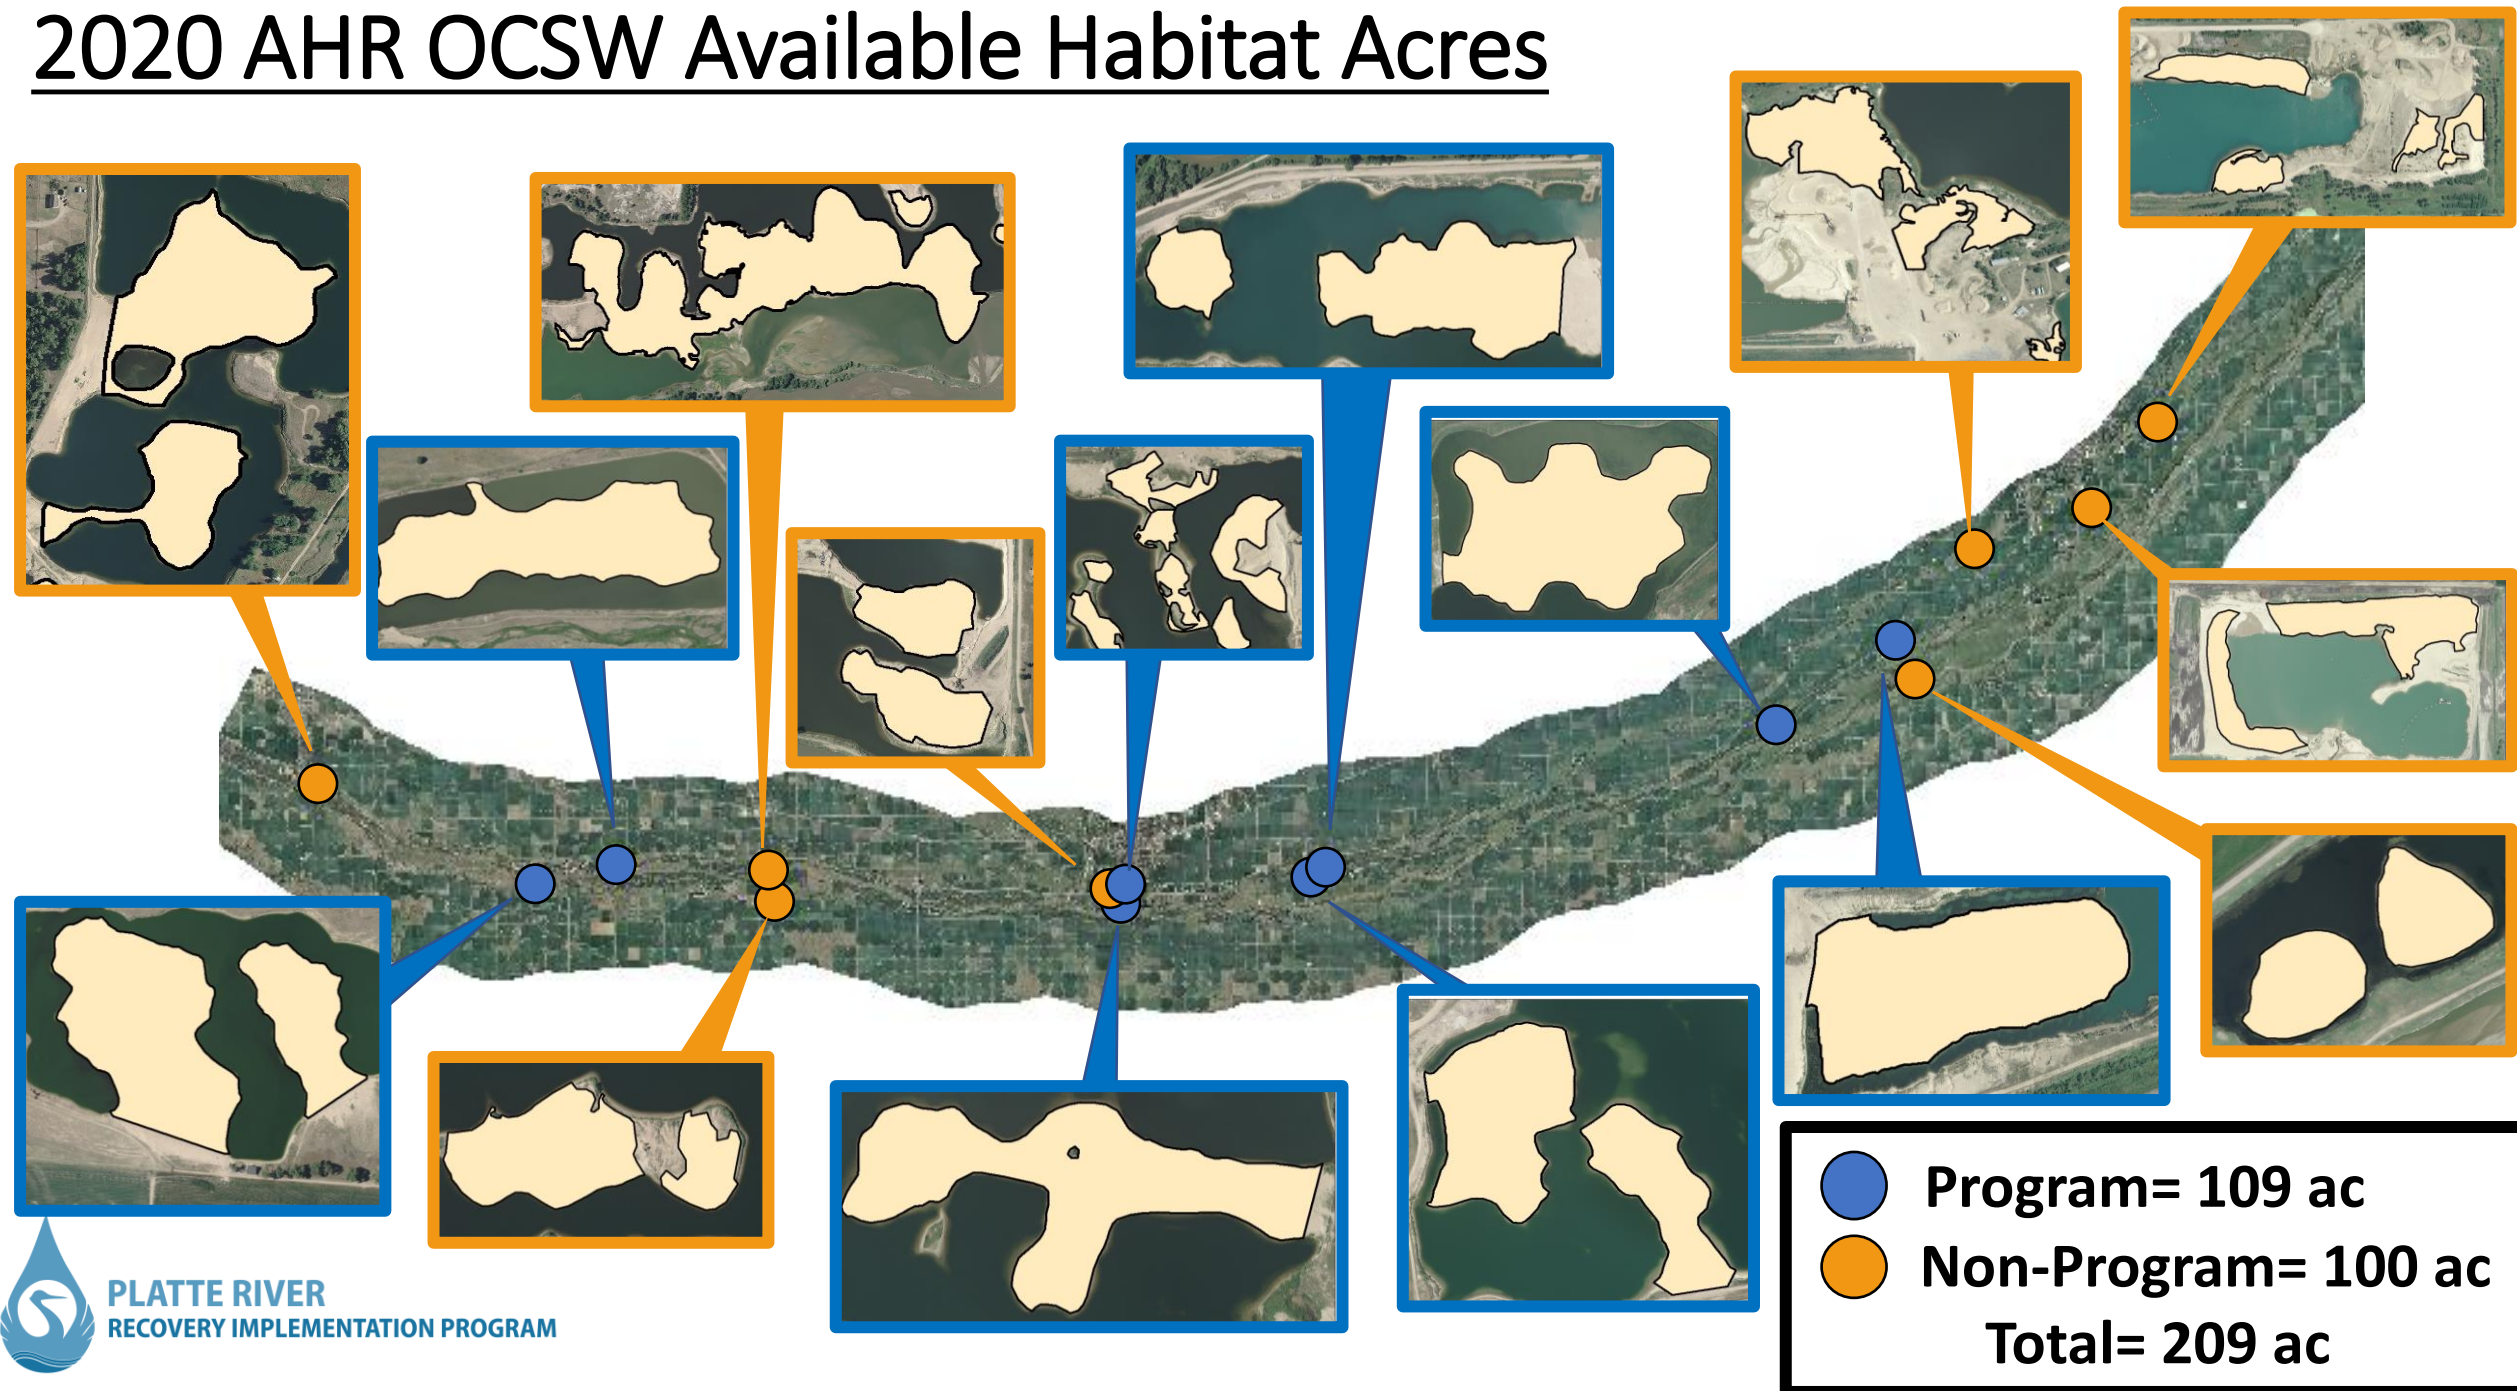 2020 AHR OCSW Available Habitat Acres
Program= 109 ac
Non-Program= 100 ac
Total= 209 ac
PLATTE RIVER
RECOVERY IMPLEMENTATION PROGRAM